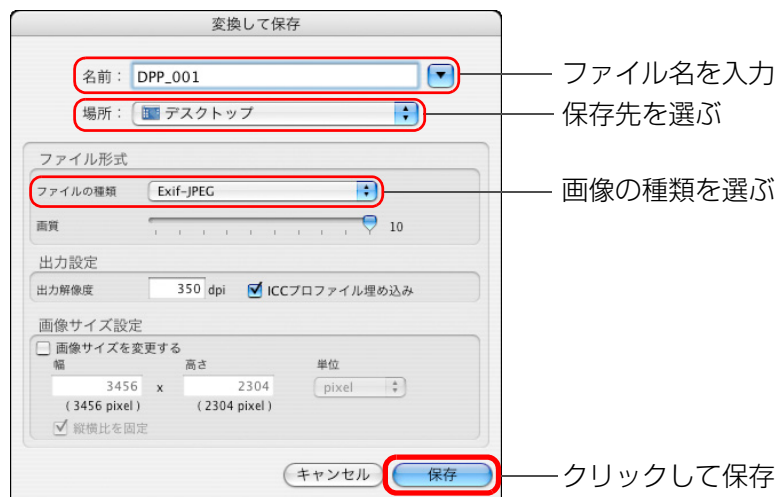 変換して保存
名前： DPP_001
ファイル名を入力
場所： デスクトップ
保存先を選ぶ
ファイル形式
ファイルの種類 Exif-JPEG
画像の種類を選ぶ
画質 10
出力設定
出力解像度 350 dpi ICCプロファイル埋め込み
画像サイズ設定
画像サイズを変更する
幅 高さ 単位
3456 x 2304 pixel
(3456 pixel) (2304 pixel)
縦横比を固定
キャンセル 保存
クリックして保存